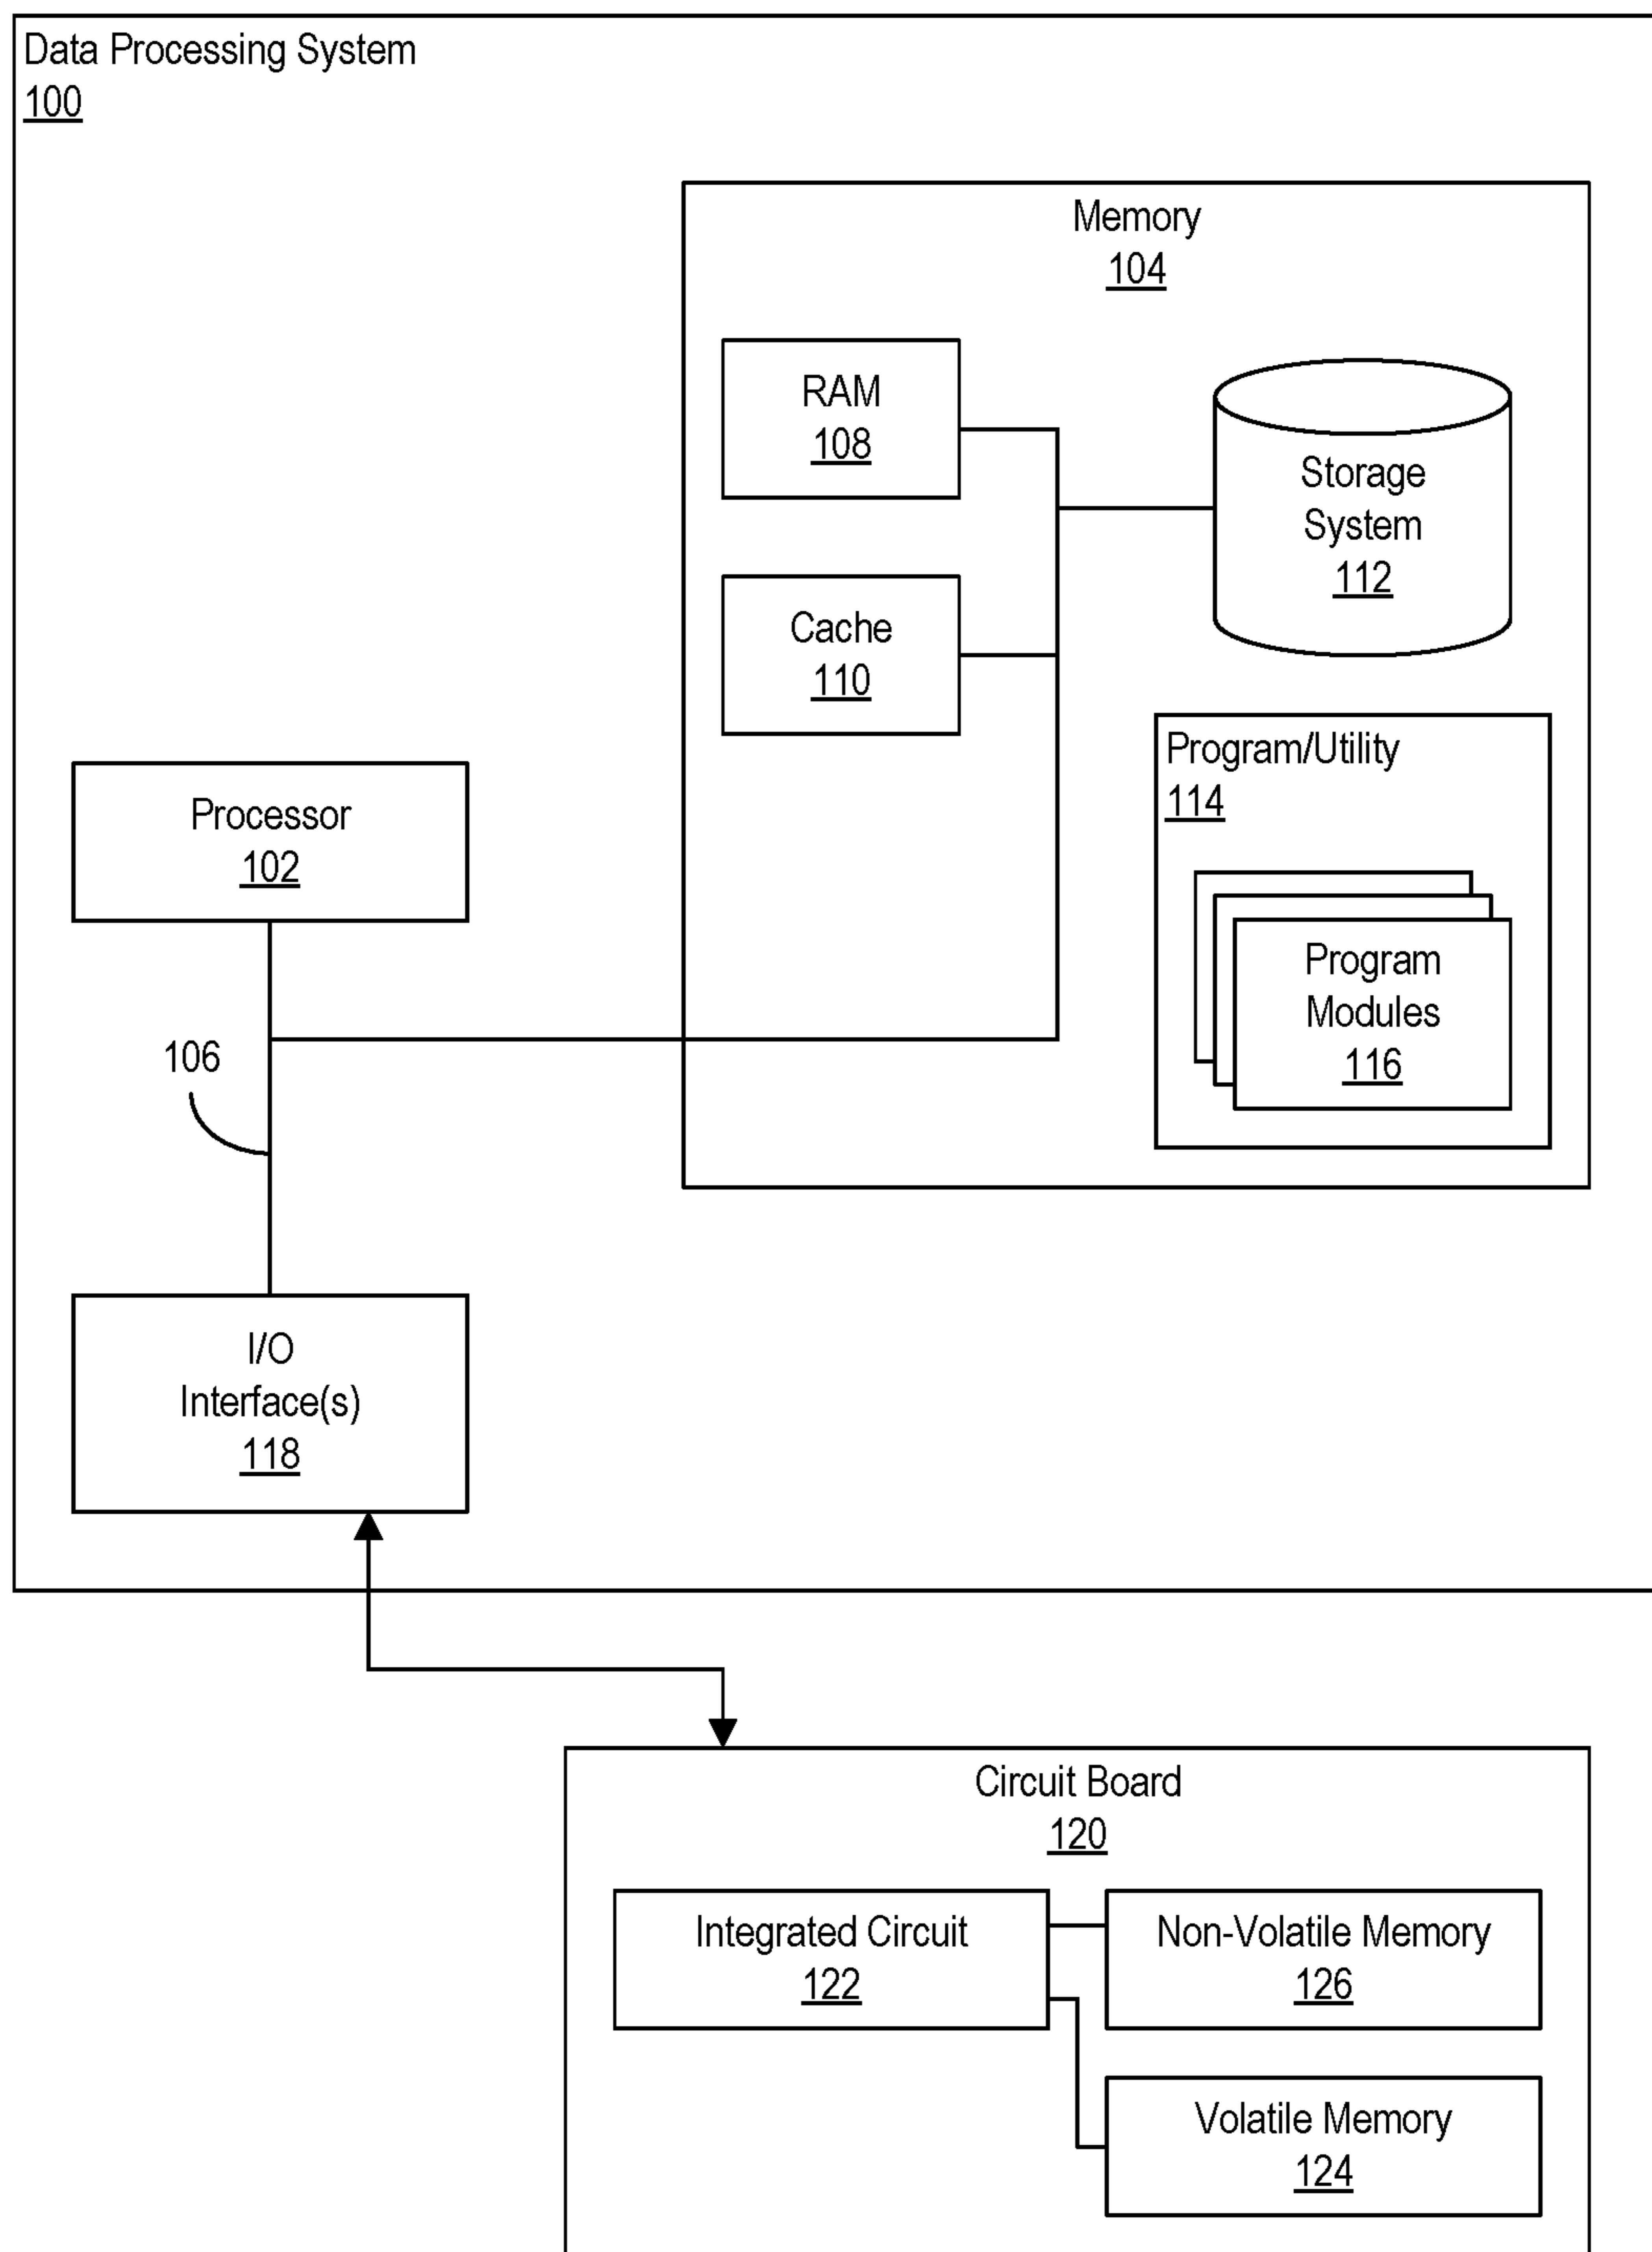 Data Processing System
100
Memory
104
RAM
108
Storage
System
112
Cache
110
Program/Utility
114
Processor
102
Program
Modules
116
106
I/O
Interface(s)
118
Circuit Board
120
Integrated Circuit
122
Non-Volatile Memory
126
Volatile Memory
124